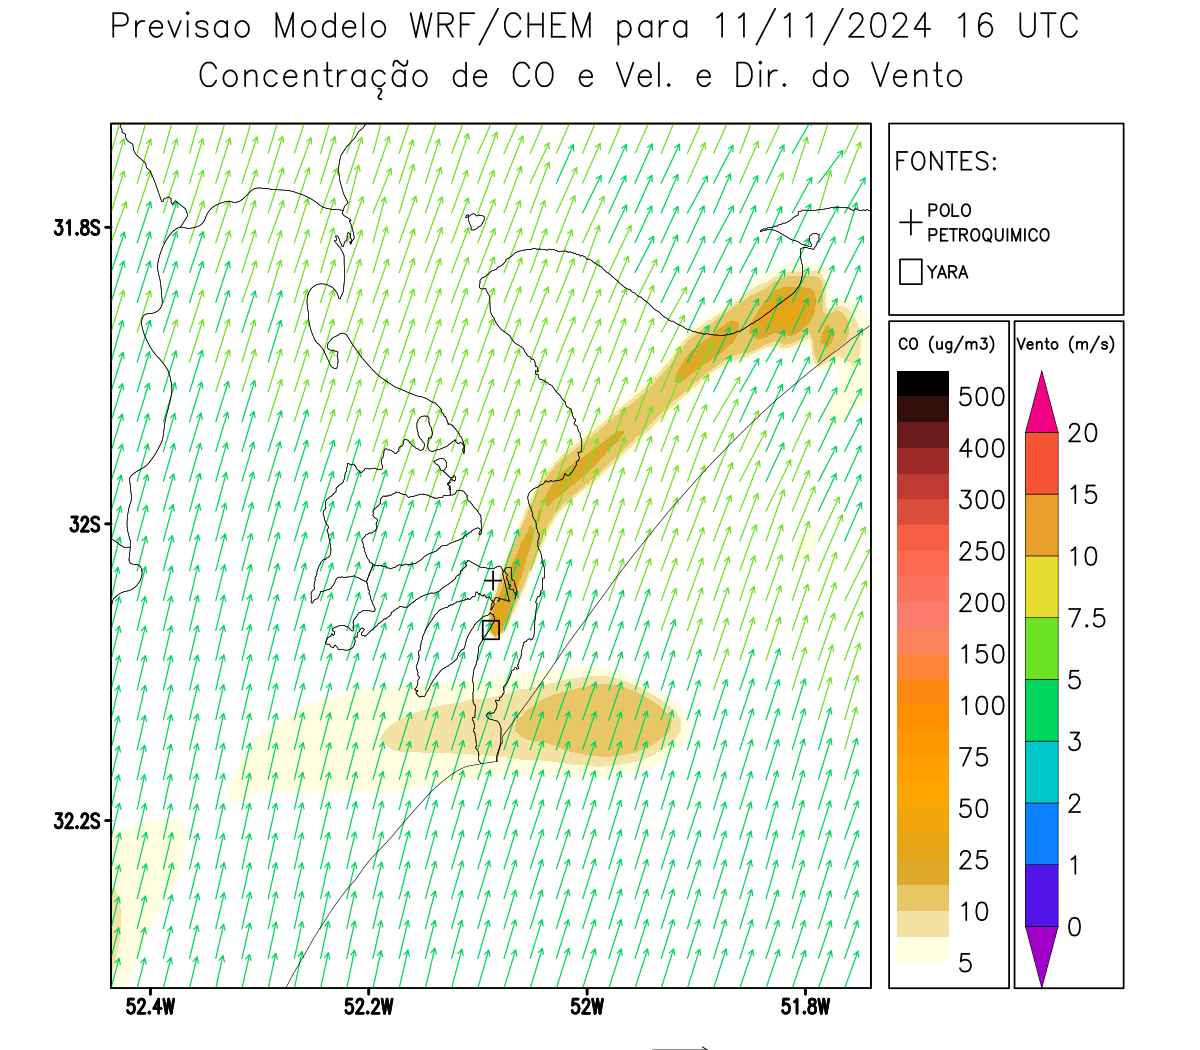 Previsao Modelo WRF/CHEM para 11/11/2024 16 UTC
Concentração de CO e Vel. e Dir. do Vento
FONTES:
POLO
PETROQUIMICO
YARA
CO (ug/m3)
500
400
300
250
200
150
100
75
50
25
10
5
Vento (m/s)
20
15
10
7.5
5
3
2
1
0
31.8S
32S
32.2S
52.4W
52.2W
52W
51.8W